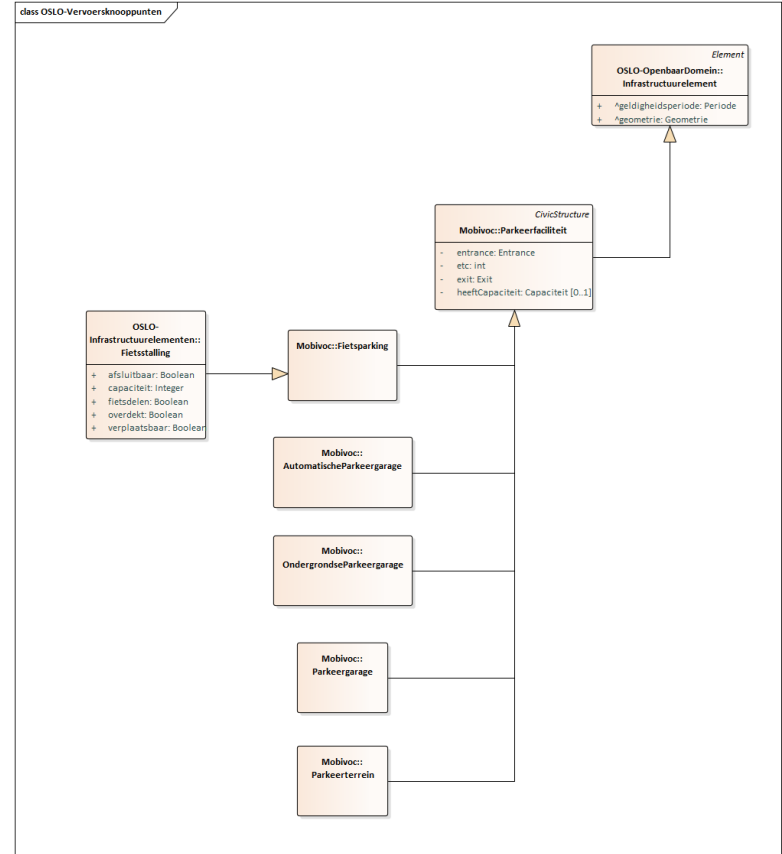 class OSLO-Vervoersknooppunten
Element
OSLO-OpenbaarDomein::
Infrastructuurelement
+ ^geldigheidsperiode: Periode
+ ^geometrie: Geometrie
CivicStructure
Mobivoc::Parkeerfaciliteit
- entrance: Entrance
- etc: int
- exit: Exit
- heeftCapaciteit: Capaciteit [0..1]
OSLO-
Infrastructuurelementen::
Fietsstalling
+ afsluitbaar: Boolean
+ capaciteit: Integer
+ fietsdelen: Boolean
+ overdekt: Boolean
+ verplaatsbaar: Boolean
Mobivoc::Fietsparking
Mobivoc::
AutomatischeParkeergarage
Mobivoc::
OndergrondseParkeergarage
Mobivoc::
Parkeergarage
Mobivoc::
Parkeerterrein